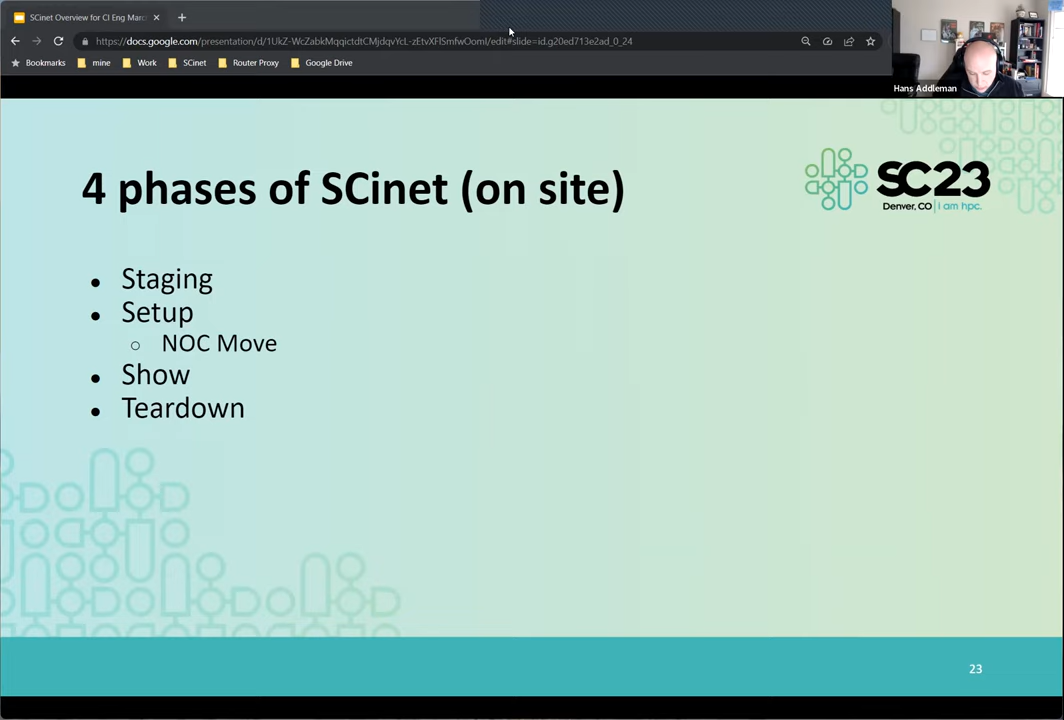 SCinet Overview for CI Eng Marc
https://docs.google.com/presentation/d/1UkZ-WcZabkMqqictdtCMjdqvYcL-zEtvXFlSmfwOomI/edit#slide=id.g20ed713e2ad_0_24
Bookmarks mine Work SCinet Router Proxy Google Drive
Hans Addleman
4 phases of SCinet (on site)
SC23
Denver, CO | i am hpc.
● Staging
● Setup
○ NOC Move
● Show
● Teardown
23